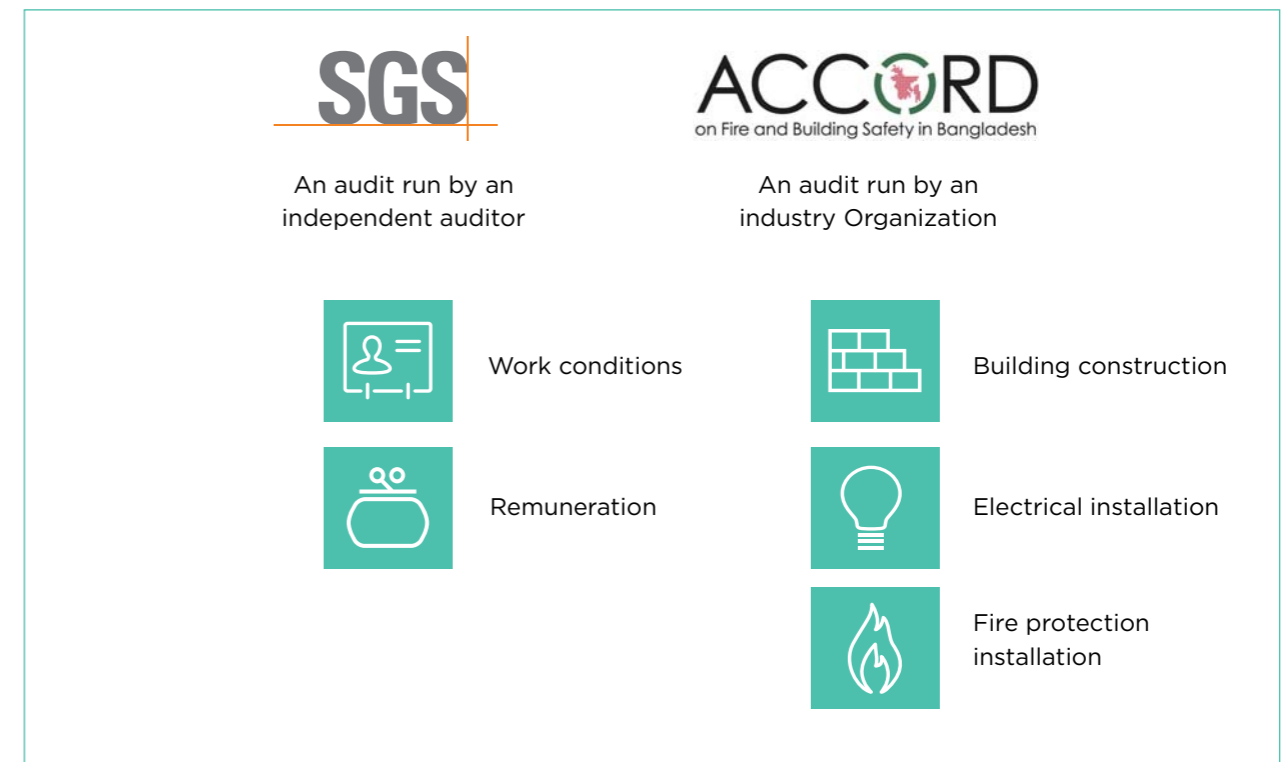 SGS
An audit run by an
independent auditor
Work conditions
Remuneration
ACCORD
on Fire and Building Safety in Bangladesh
An audit run by an
industry Organization
Building construction
Electrical installation
Fire protection
installation